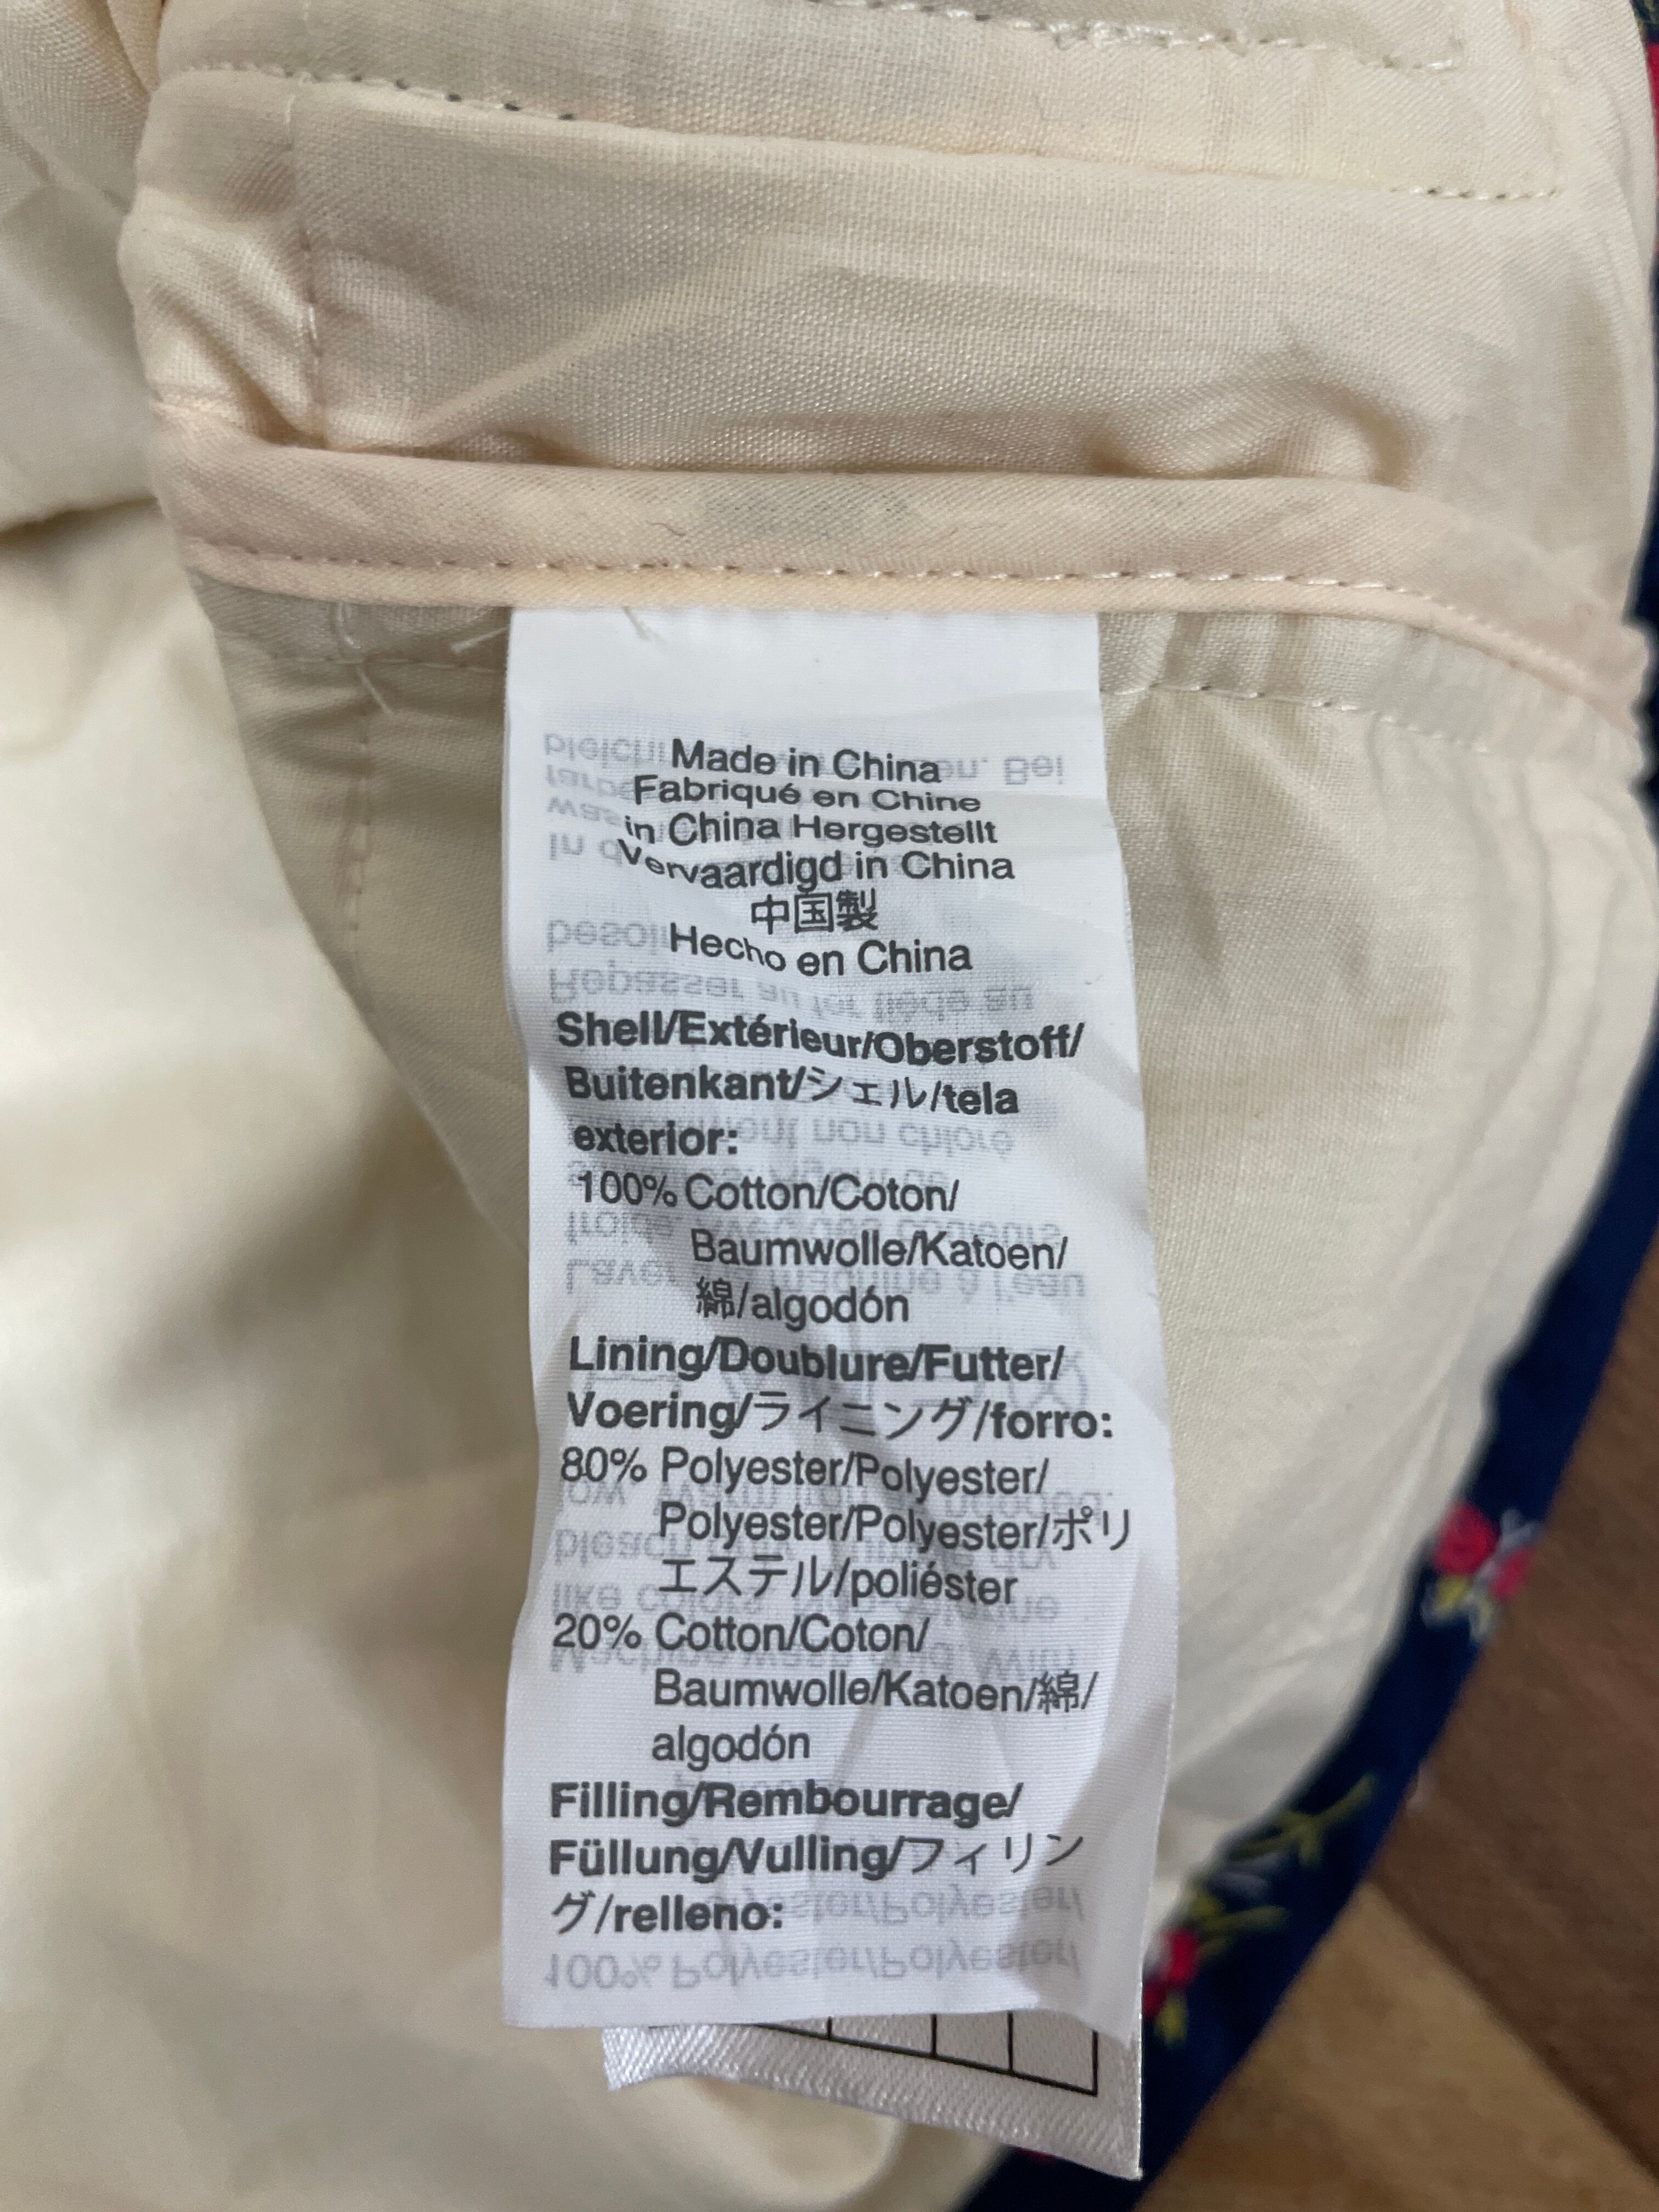 Made in China
Fabriqué en Chine
in China Hergestellt
Vervaardigd in China
中国製
Hecho en China
Shell/Extérieur/Oberstoff/
Buitenkant/シェル/tela
exterior:
100% Cotton/Coton/
Baumwolle/Katoen/
綿/algodón
Lining/Doublure/Futter/
Voering/ライニング/forro:
80% Polyester/Polyester/
Polyester/Polyester/ポリ
エステル/poliéster
20% Cotton/Coton/
Baumwolle/Katoen/綿/
algodón
Filling/Rembourrage/
Füllung/Vulling/フィリン
グ/relleno: